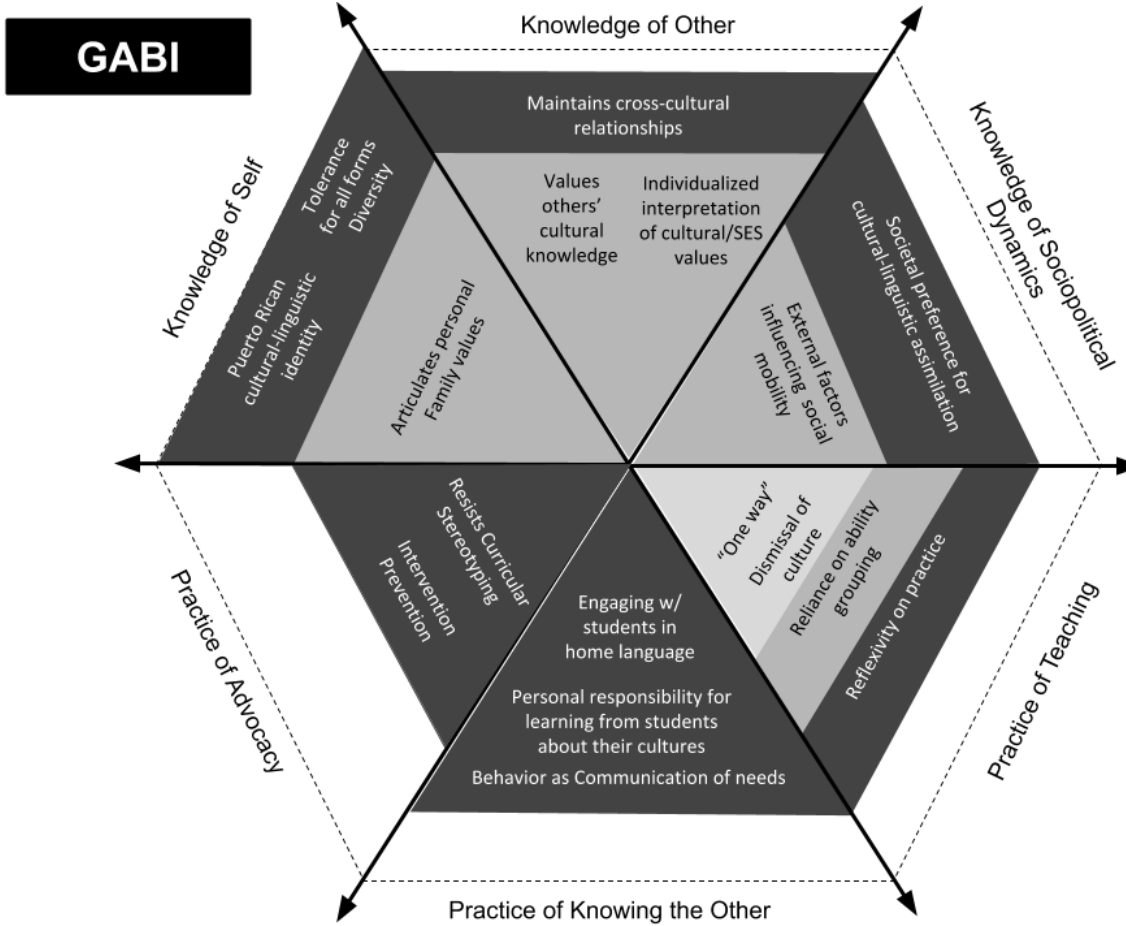 GABI
Knowledge of Other
Maintains cross-cultural
relationships
Values
others’
cultural
knowledge
Individualized
interpretation
of cultural/SES
values
Knowledge of Sociopolitical
Dynamics
Societal preference for
cultural-linguistic assimilation
External factors
influencing social
mobility
Knowledge of Self
Tolerance
for all forms
Diversity
Puerto Rican
cultural-linguistic
identity
Articulates personal
Family values
Practice of Advocacy
Resists Curricular
Stereotyping
Intervention
Prevention
Engaging w/
students in
home language
Personal responsibility for
learning from students
about their cultures
Behavior as Communication of needs
Practice of Knowing the Other
“One way”
Dismissal of
culture
Reliance on ability
grouping
Reflexivity on practice
Practice of Teaching